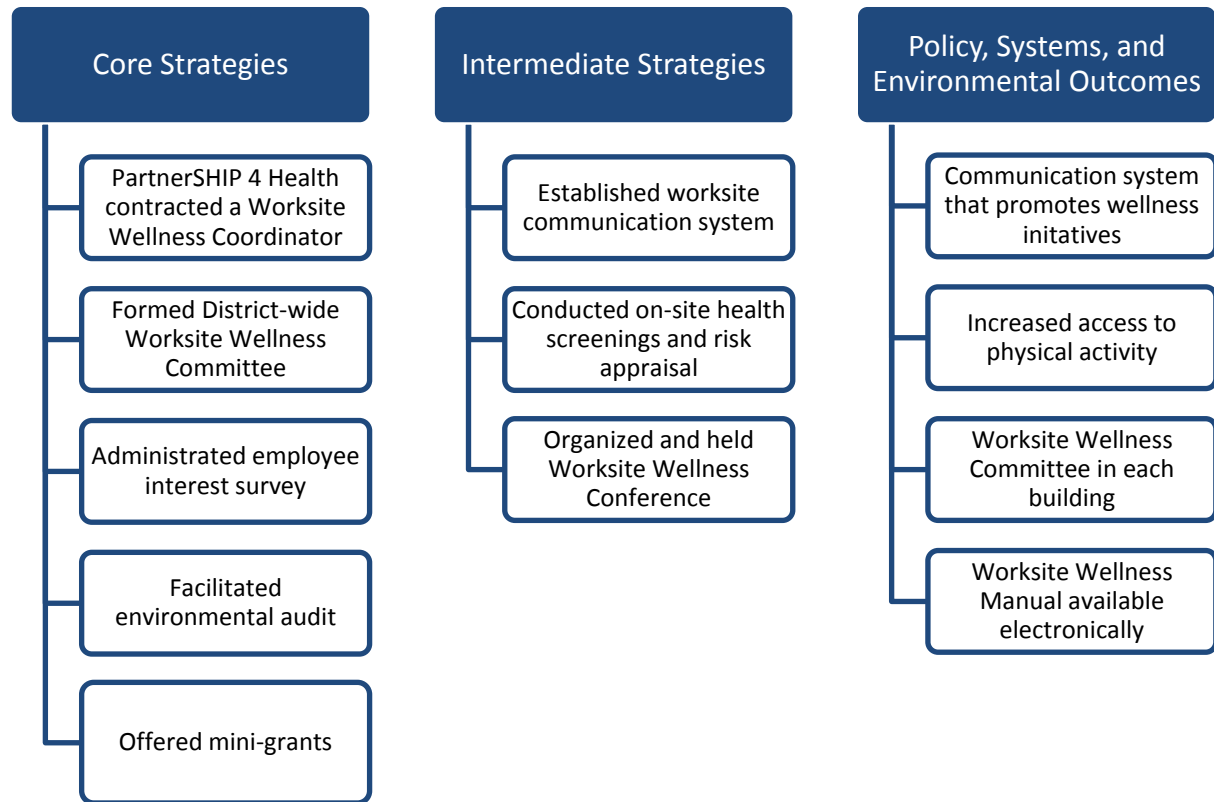 Core Strategies
PartnerSHIP 4 Health
contracted a Worksite
Wellness Coordinator
Formed District-wide
Worksite Wellness
Committee
Administrated employee
interest survey
Facilitated
environmental audit
Offered mini-grants
Intermediate Strategies
Established worksite
communication system
Conducted on-site health
screenings and risk
appraisal
Organized and held
Worksite Wellness
Conference
Policy, Systems, and
Environmental Outcomes
Communication system
that promotes wellness
initatives
Increased access to
physical activity
Worksite Wellness
Committee in each
building
Worksite Wellness
Manual available
electronically